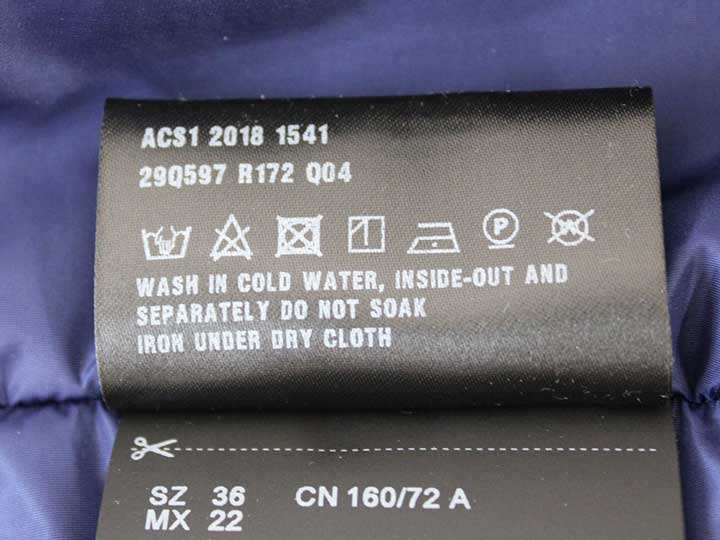 ACS1 2018 1541
29Q597 R172 Q04
P W
WASH IN COLD WATER, INSIDE-OUT AND
SEPARATELY DO NOT SOAK
IRON UNDER DRY CLOTH
SZ 36 CN 160/72 A
MX 22